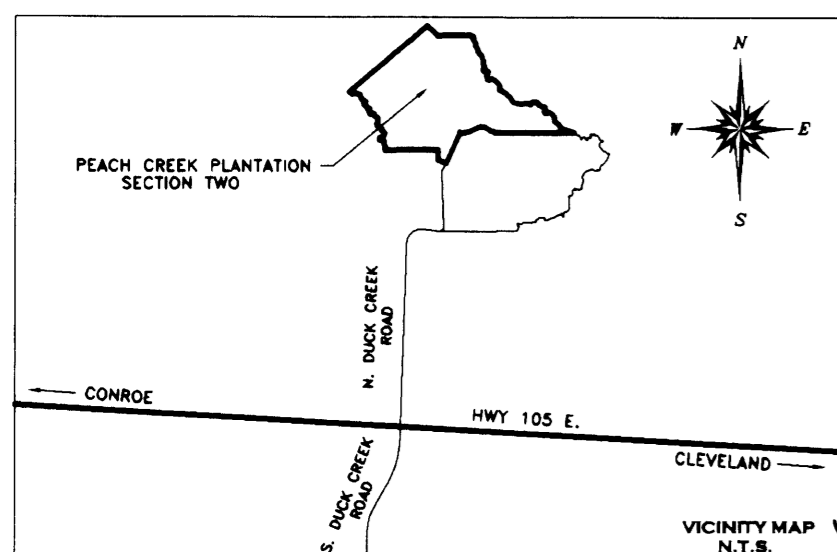 N
W
E
S
PEACH CREEK PLANTATION
SECTION TWO
N. DUCK CREEK
ROAD
CONROE
HWY 105 E.
CLEVELAND
S. DUCK CREEK
ROAD
VICINITY MAP
N.T.S.